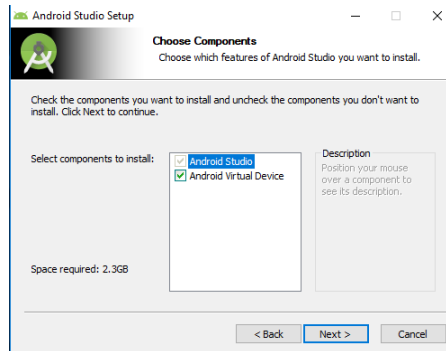 Android Studio Setup
Choose Components
Choose which features of Android Studio you want to install.
Check the components you want to install and uncheck the components you don't want to
install. Click Next to continue.
Select components to install:
Android Studio
Android Virtual Device
Description
Position your mouse
over a component to
see its description.
Space required: 2.3GB
< Back
Next >
Cancel